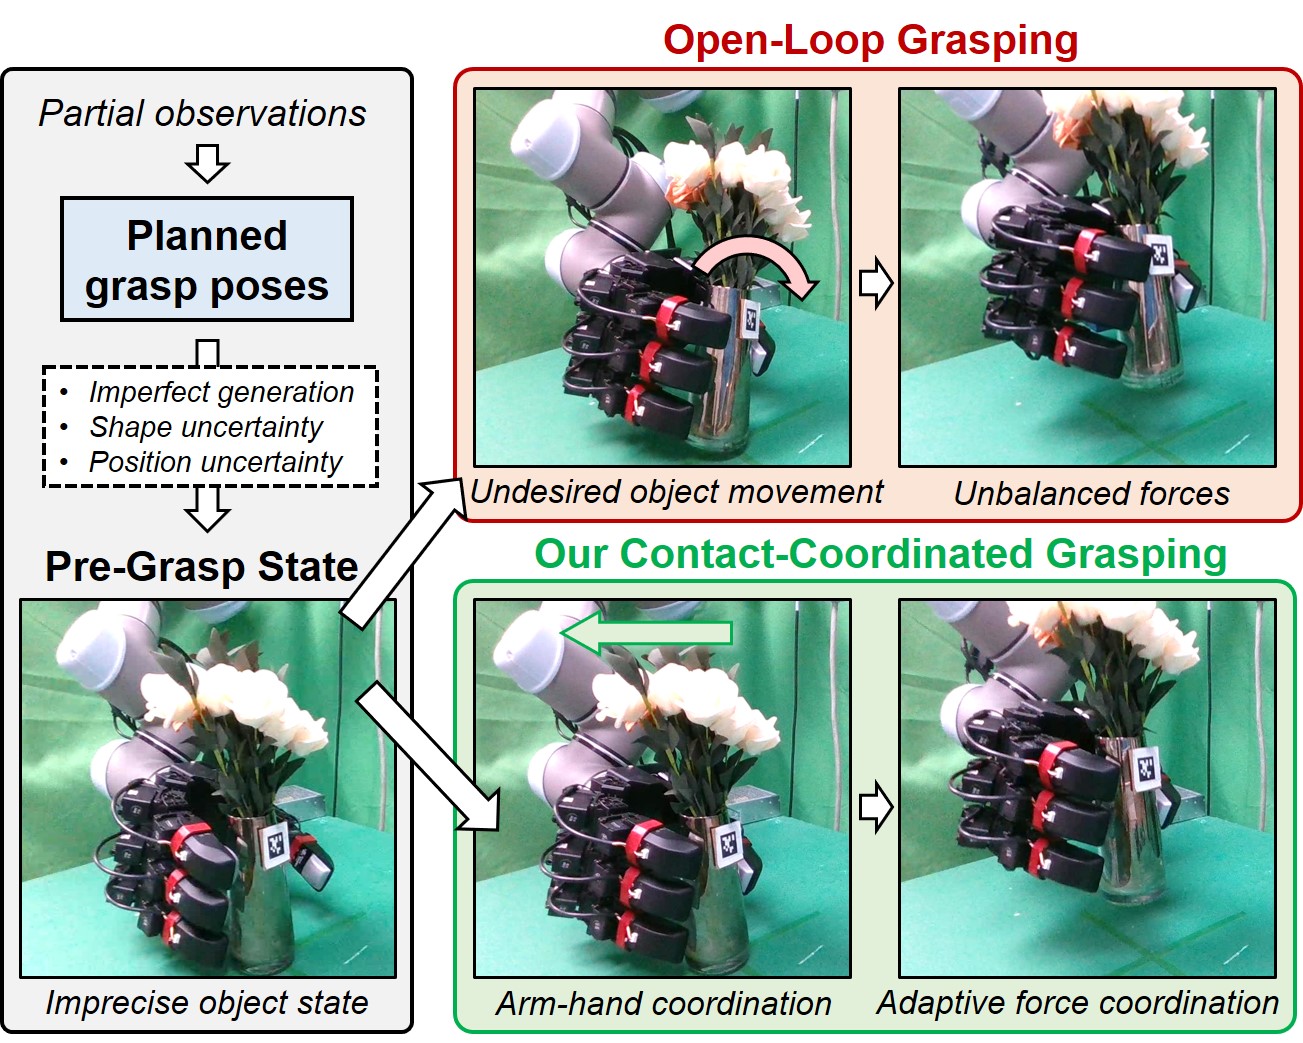 Partial observations
Planned
grasp poses
• Imperfect generation
• Shape uncertainty
• Position uncertainty
Pre-Grasp State
Imprecise object state
Open-Loop Grasping
Undesired object movement
Unbalanced forces
Our Contact-Coordinated Grasping
Arm-hand coordination
Adaptive force coordination